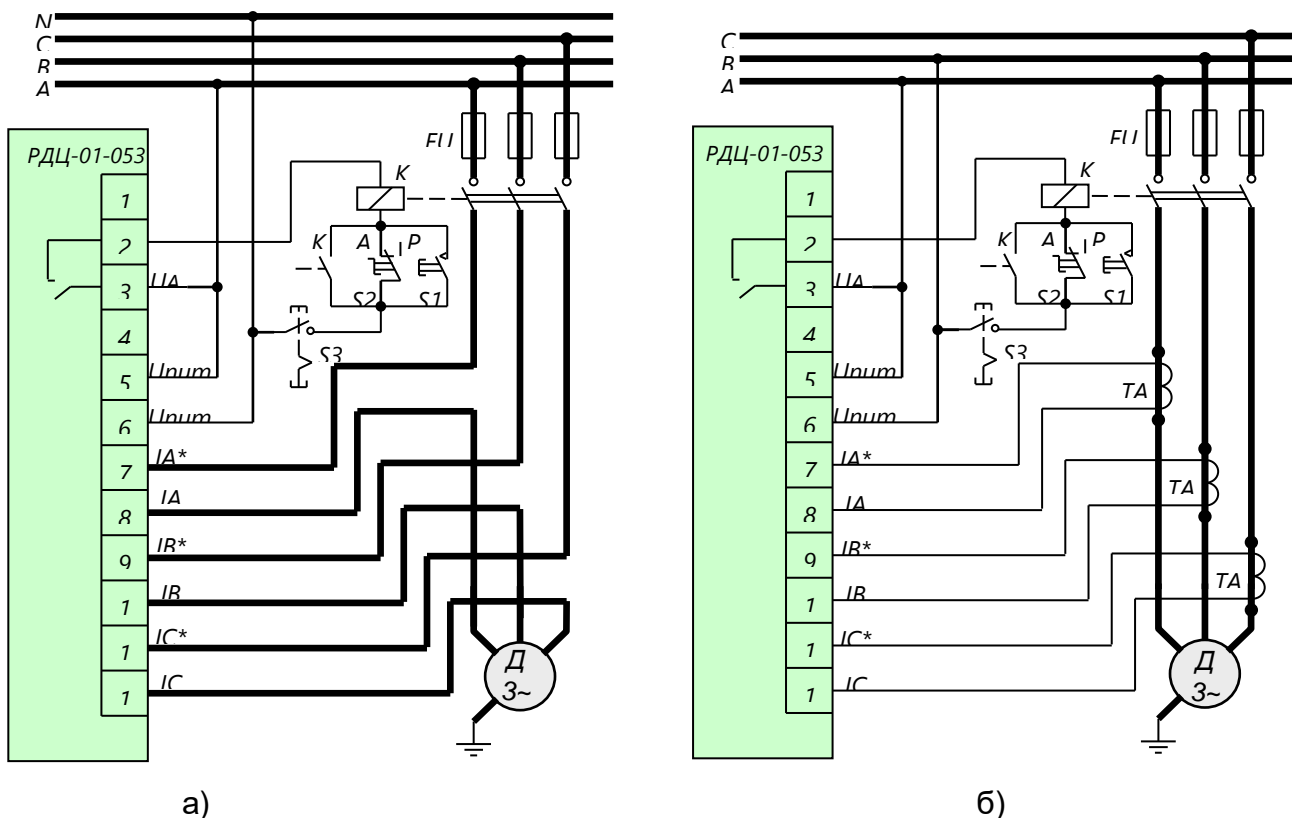 N
C
B
A
РДЦ-01-053
1
2
3
4
5
6
7
8
9
1
1
1
UA
Uпит
Uпит
IA*
IA
IB*
IB
IC*
IC
FU
K
K
A
P
S2
S1
S3
Д
3~
а)
C
B
A
РДЦ-01-053
1
2
3
4
5
6
7
8
9
1
1
1
UA
Uпит
Uпит
IA*
IA
IB*
IB
IC*
IC
FU
K
K
A
P
S2
S1
S3
TA
TA
TA
Д
3~
б)